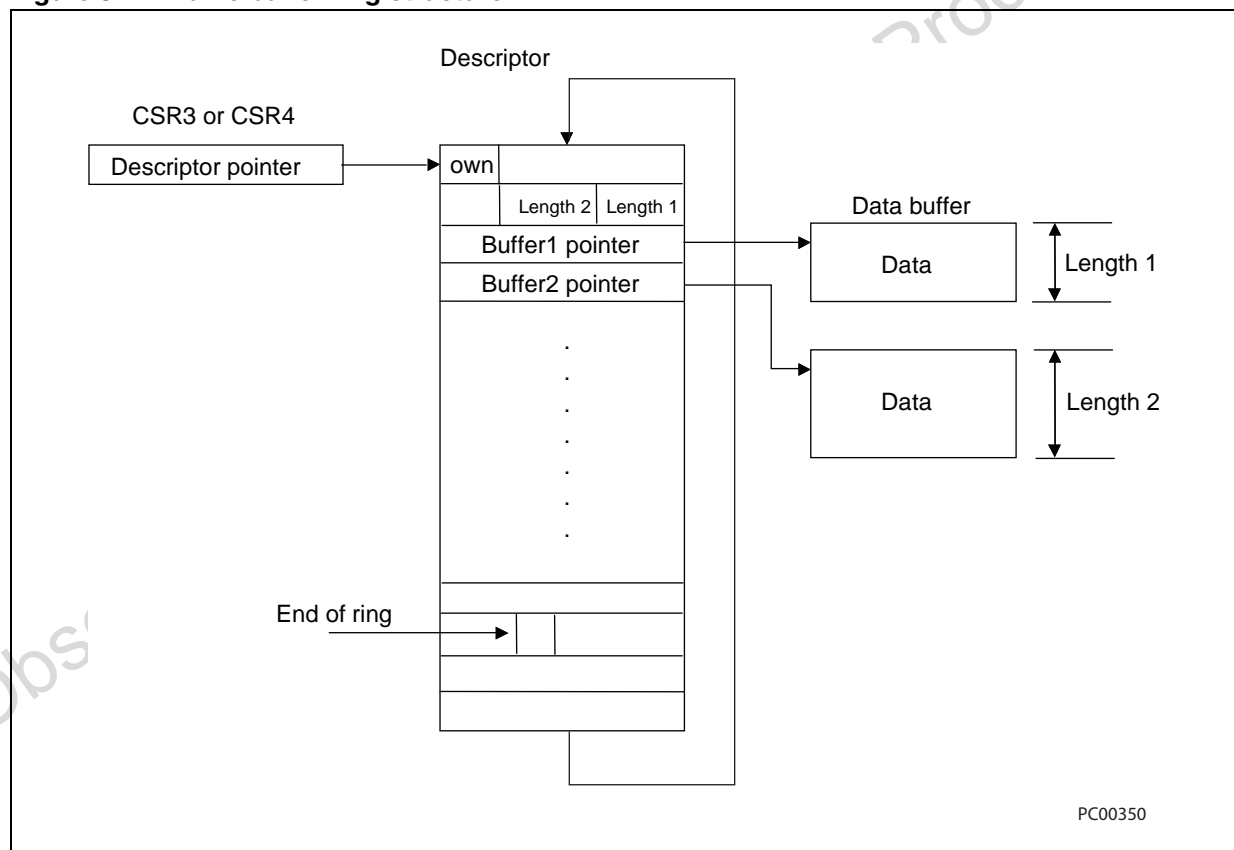 Descriptor
CSR3 or CSR4
Descriptor pointer
own
Length 2 Length 1
Buffer1 pointer
Buffer2 pointer
Data buffer
Data
Length 1
Data
Length 2
.
.
.
.
.
.
.
End of ring
PC00350